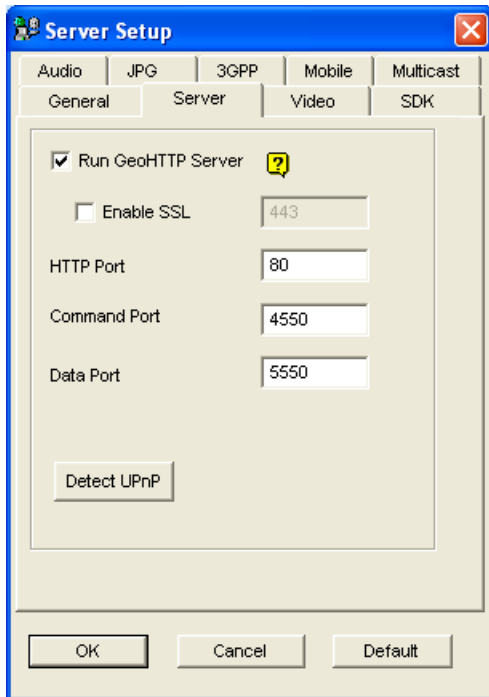 Server Setup
Audio JPG 3GPP Mobile Multicast
General Server Video SDK
Run GeoHTTP Server ?
Enable SSL 443
HTTP Port 80
Command Port 4550
Data Port 5550
Detect UPnP
OK Cancel Default